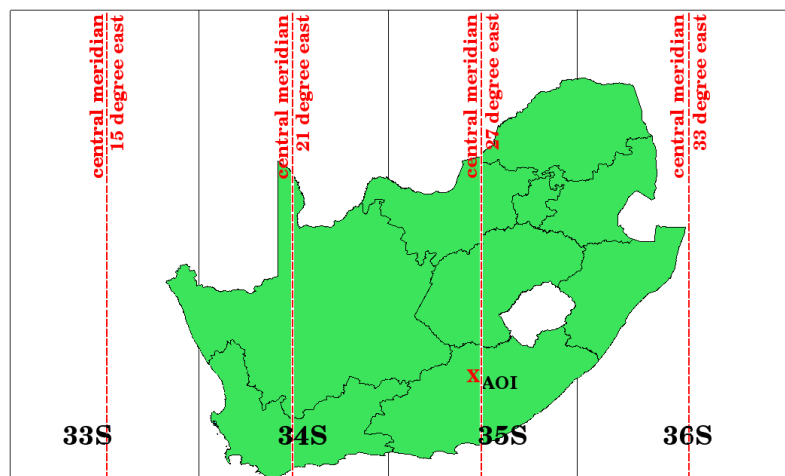 central meridian
15 degree east
central meridian
21 degree east
central meridian
27 degree east
central meridian
33 degree east
X
AOI
33S
34S
35S
36S